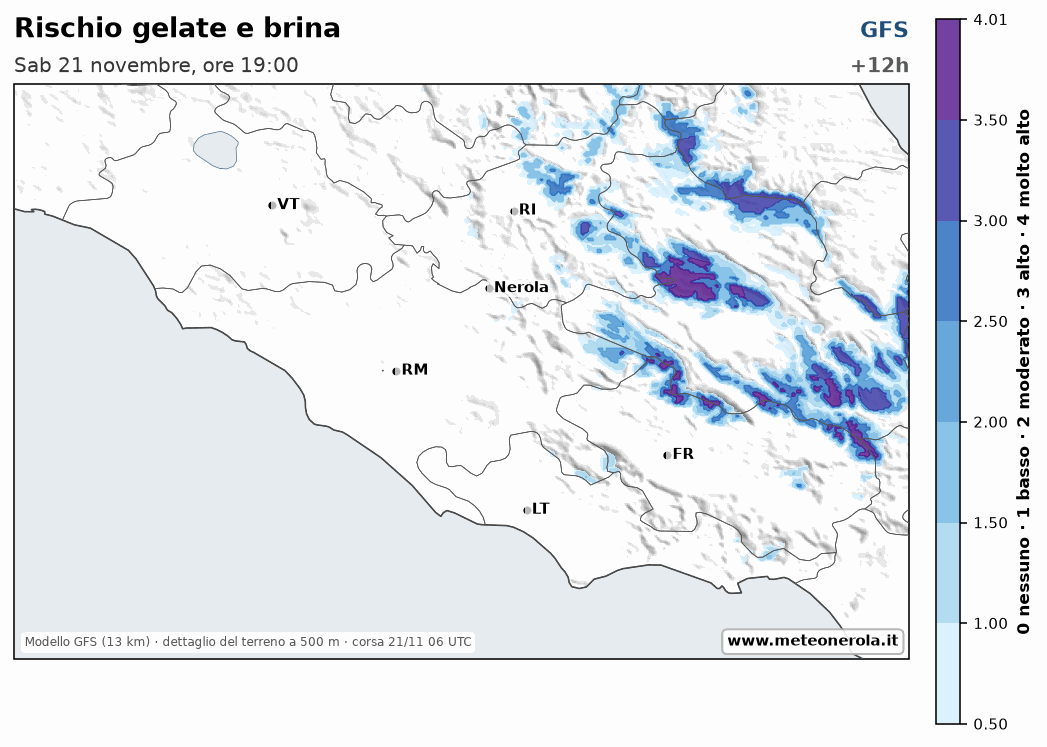 Rischio gelate e brina
GFS
Sab 21 novembre, ore 19:00
+12h
VT
RI
Nerola
RM
FR
LT
Modello GFS (13 km) · dettaglio del terreno a 500 m · corsa 21/11 06 UTC
www.meteonerola.it
4.01
3.50
3.00
2.50
2.00
1.50
1.00
0.50
0 nessuno · 1 basso · 2 moderato · 3 alto · 4 molto alto